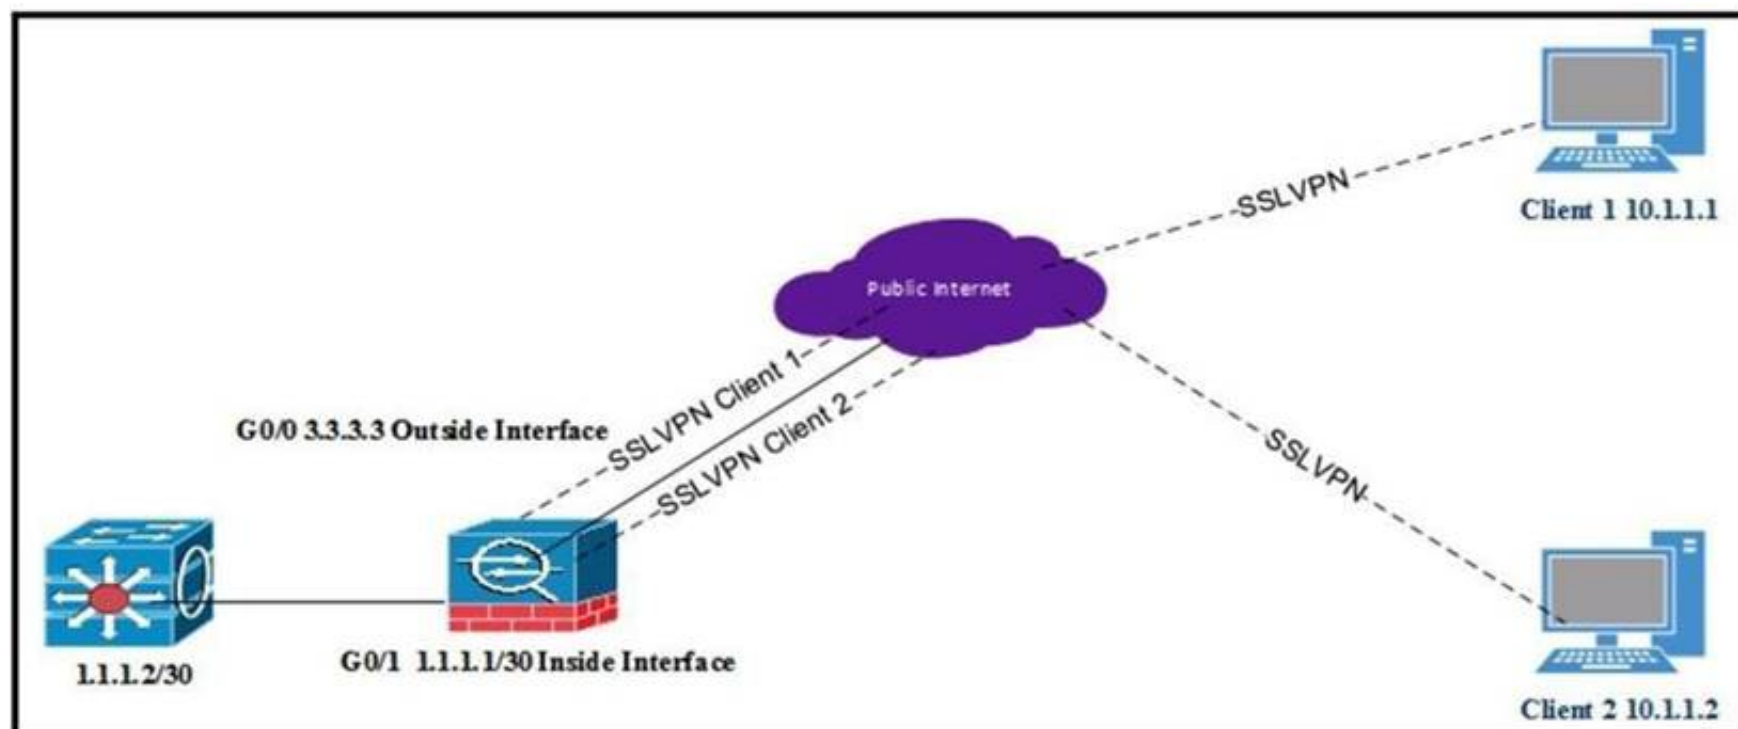 Client 1 10.1.1.1
SSLVPN
Public Internet
SSLVPN Client 1
SSLVPN Client 2
G0/0 3.3.3.3 Outside Interface
SSLVPN
1.1.1.2/30
G0/1 1.1.1.1/30 Inside Interface
Client 2 10.1.1.2